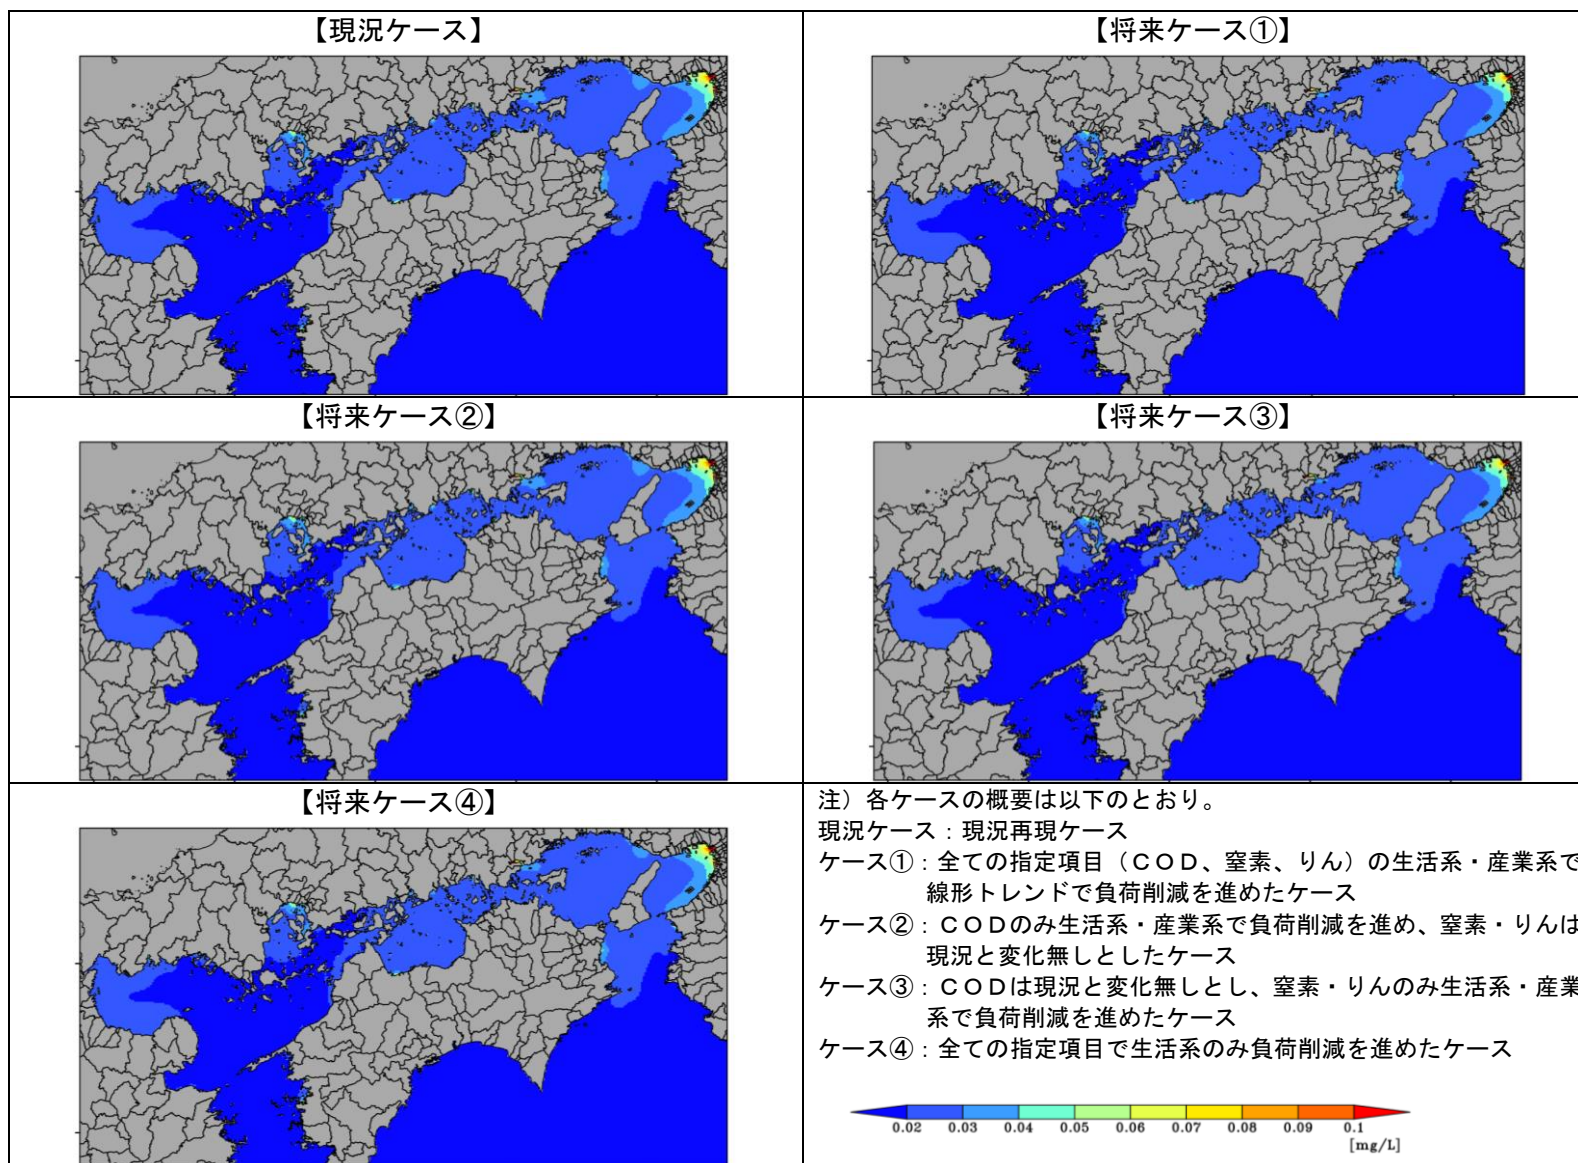 【現況ケース】
【将来ケース①】
【将来ケース②】
【将来ケース③】
【将来ケース④】
注）各ケースの概要は以下のとおり。
現況ケース：現況再現ケース
ケース①：全ての指定項目（ＣＯＤ、窒素、りん）の生活系・産業系で
線形トレンドで負荷削減を進めたケース
ケース②：ＣＯＤのみ生活系・産業系で負荷削減を進め、窒素・りんは
現況と変化無しとしたケース
ケース③：ＣＯＤは現況と変化無しとし、窒素・りんのみ生活系・産業
系で負荷削減を進めたケース
ケース④：全ての指定項目で生活系のみ負荷削減を進めたケース
0.02 0.03 0.04 0.05 0.06 0.07 0.08 0.09 0.1
[mg/L]